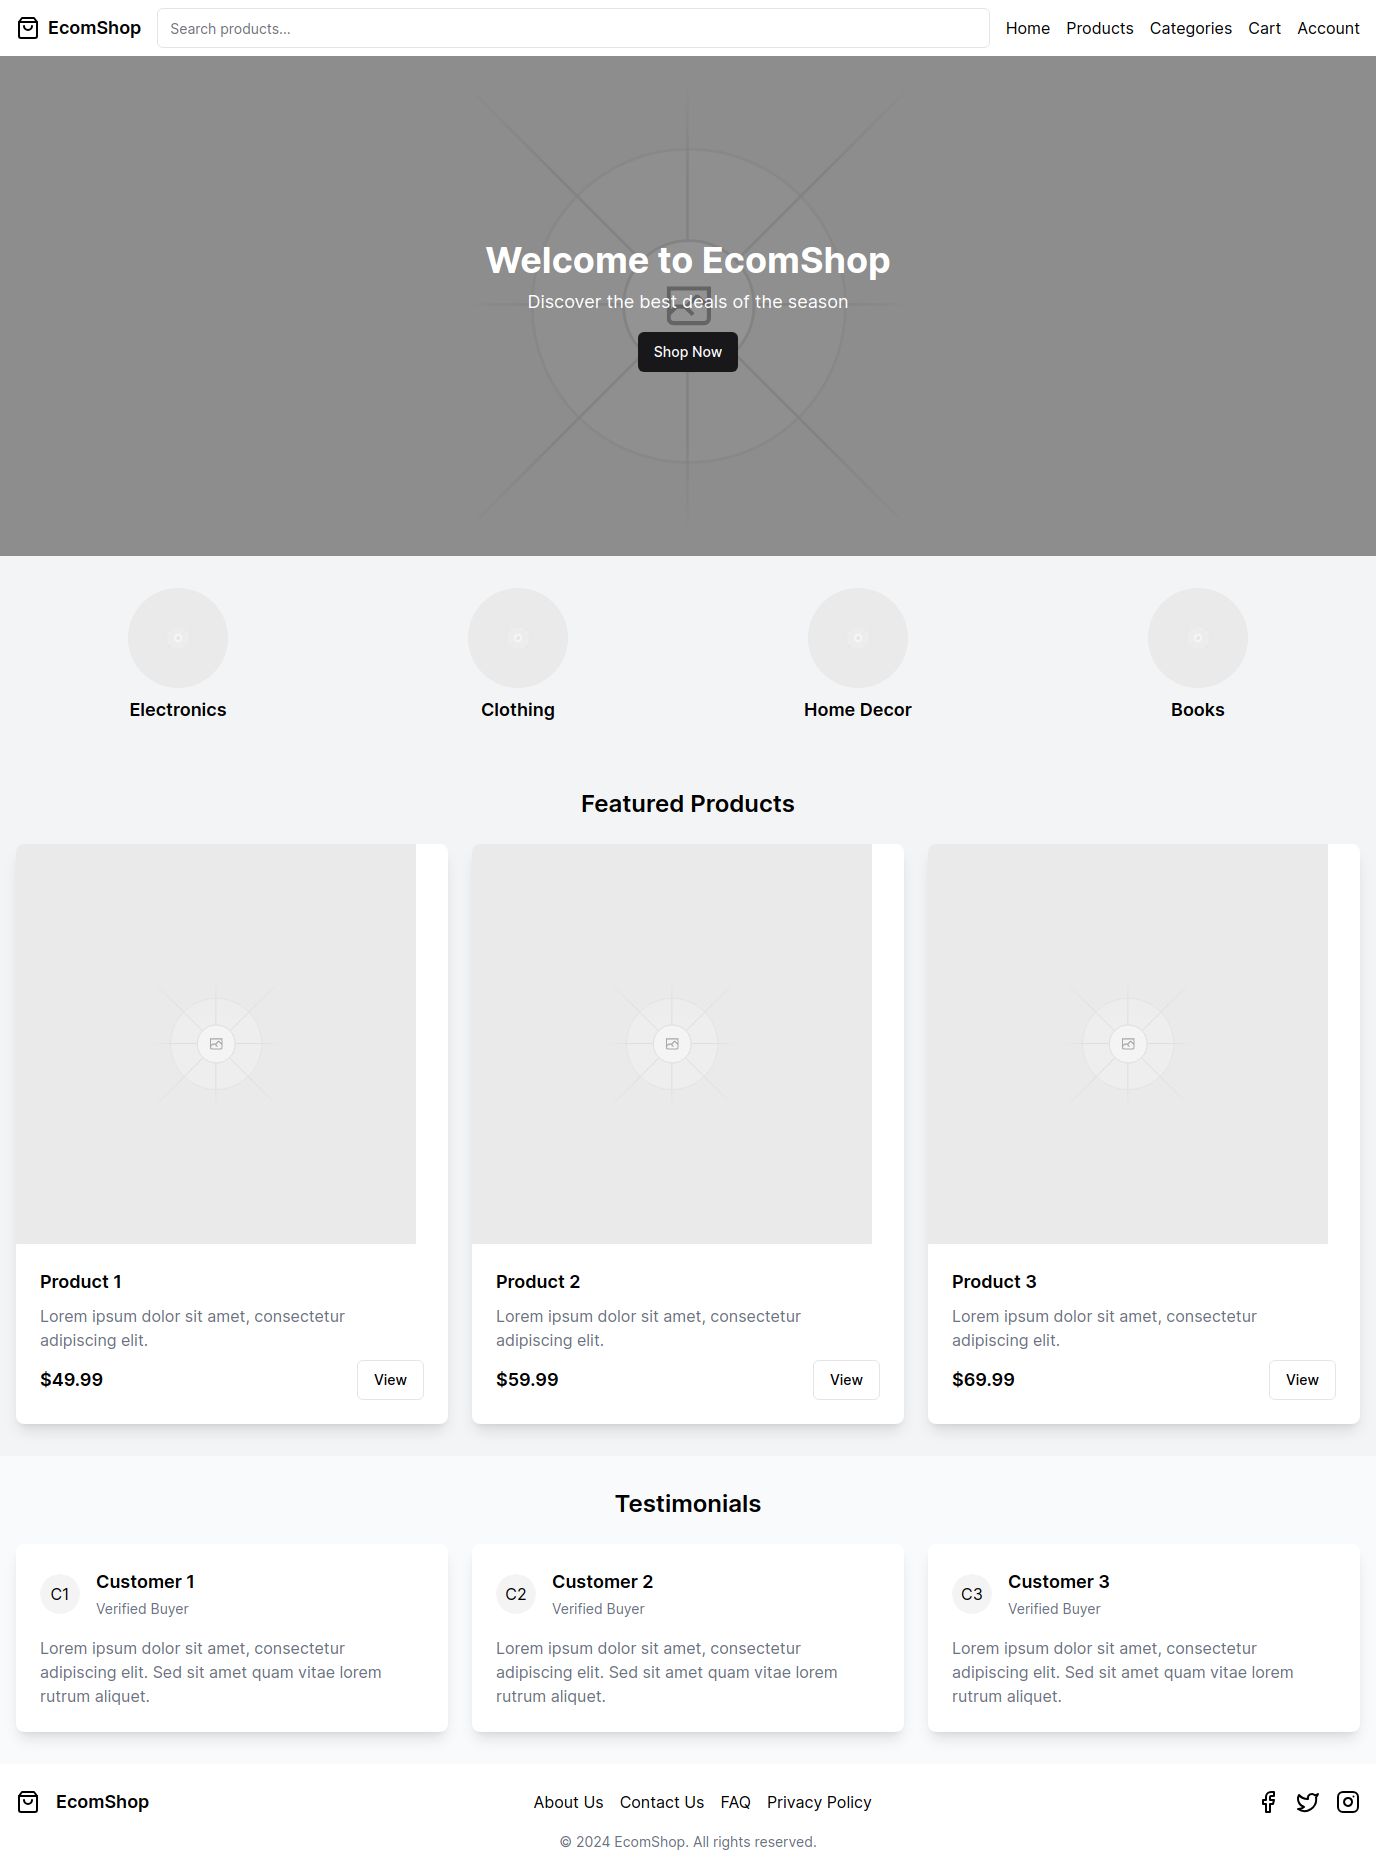 EcomShop
Search products...
Home
Products
Categories
Cart
Account
Welcome to EcomShop
Discover the best deals of the season
Shop Now
Electronics
Clothing
Home Decor
Books
Featured Products
Product 1
Lorem ipsum dolor sit amet, consectetur
adipiscing elit.
$49.99
View
Product 2
Lorem ipsum dolor sit amet, consectetur
adipiscing elit.
$59.99
View
Product 3
Lorem ipsum dolor sit amet, consectetur
adipiscing elit.
$69.99
View
Testimonials
C1
Customer 1
Verified Buyer
Lorem ipsum dolor sit amet, consectetur
adipiscing elit. Sed sit amet quam vitae lorem
rutrum aliquet.
C2
Customer 2
Verified Buyer
Lorem ipsum dolor sit amet, consectetur
adipiscing elit. Sed sit amet quam vitae lorem
rutrum aliquet.
C3
Customer 3
Verified Buyer
Lorem ipsum dolor sit amet, consectetur
adipiscing elit. Sed sit amet quam vitae lorem
rutrum aliquet.
EcomShop
About Us
Contact Us
FAQ
Privacy Policy
© 2024 EcomShop. All rights reserved.